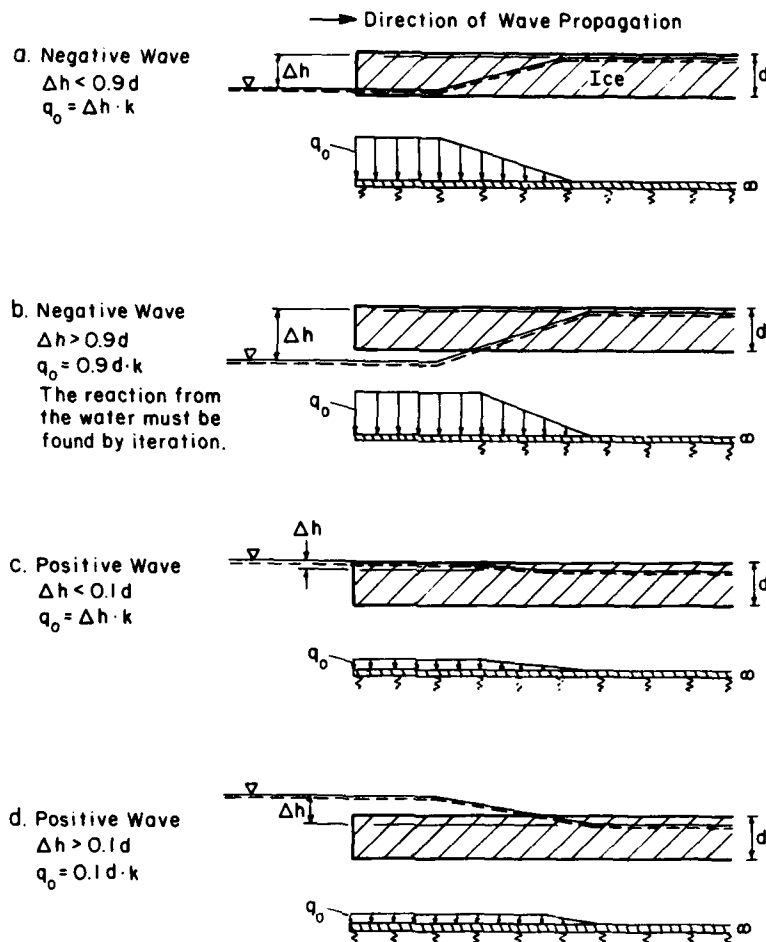 Direction of Wave Propagation
a. Negative Wave
Δh < 0.9d
q₀ = Δh · k
Δh
Ice
d
q₀
∞
b. Negative Wave
Δh > 0.9d
q₀ = 0.9d · k
The reaction from
the water must be
found by iteration.
Δh
d
q₀
∞
c. Positive Wave
Δh < 0.1d
q₀ = Δh · k
Δh
d
q₀
∞
d. Positive Wave
Δh > 0.1d
q₀ = 0.1d · k
Δh
d
q₀
∞